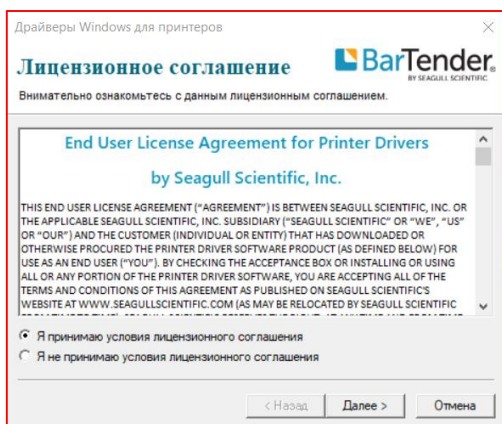 Драйверы Windows для принтеров
Лицензионное соглашение
BarTender®
BY SEAGULL SCIENTIFIC
Внимательно ознакомьтесь с данным лицензионным соглашением.
End User License Agreement for Printer Drivers
by Seagull Scientific, Inc.
THIS END USER LICENSE AGREEMENT ("AGREEMENT") IS BETWEEN SEAGULL SCIENTIFIC, INC. OR
THE APPLICABLE SEAGULL SCIENTIFIC, INC. SUBSIDIARY ("SEAGULL SCIENTIFIC" OR "WE", "US"
OR "OUR") AND THE CUSTOMER (INDIVIDUAL OR ENTITY) THAT HAS DOWNLOADED OR
OTHERWISE PROCURED THE PRINTER DRIVER SOFTWARE PRODUCT (AS DEFINED BELOW) FOR
USE AS AN END USER ("YOU"). BY CHECKING THE ACCEPTANCE BOX OR INSTALLING OR USING
ALL OR ANY PORTION OF THE PRINTER DRIVER SOFTWARE, YOU ARE ACCEPTING ALL OF THE
TERMS AND CONDITIONS OF THIS AGREEMENT AS PUBLISHED ON SEAGULL SCIENTIFIC'S
WEBSITE AT WWW.SEAGULLSCIENTIFIC.COM (AS MAY BE RELOCATED BY SEAGULL SCIENTIFIC
Я принимаю условия лицензионного соглашения
Я не принимаю условия лицензионного соглашения
< Назад
Далее >
Отмена